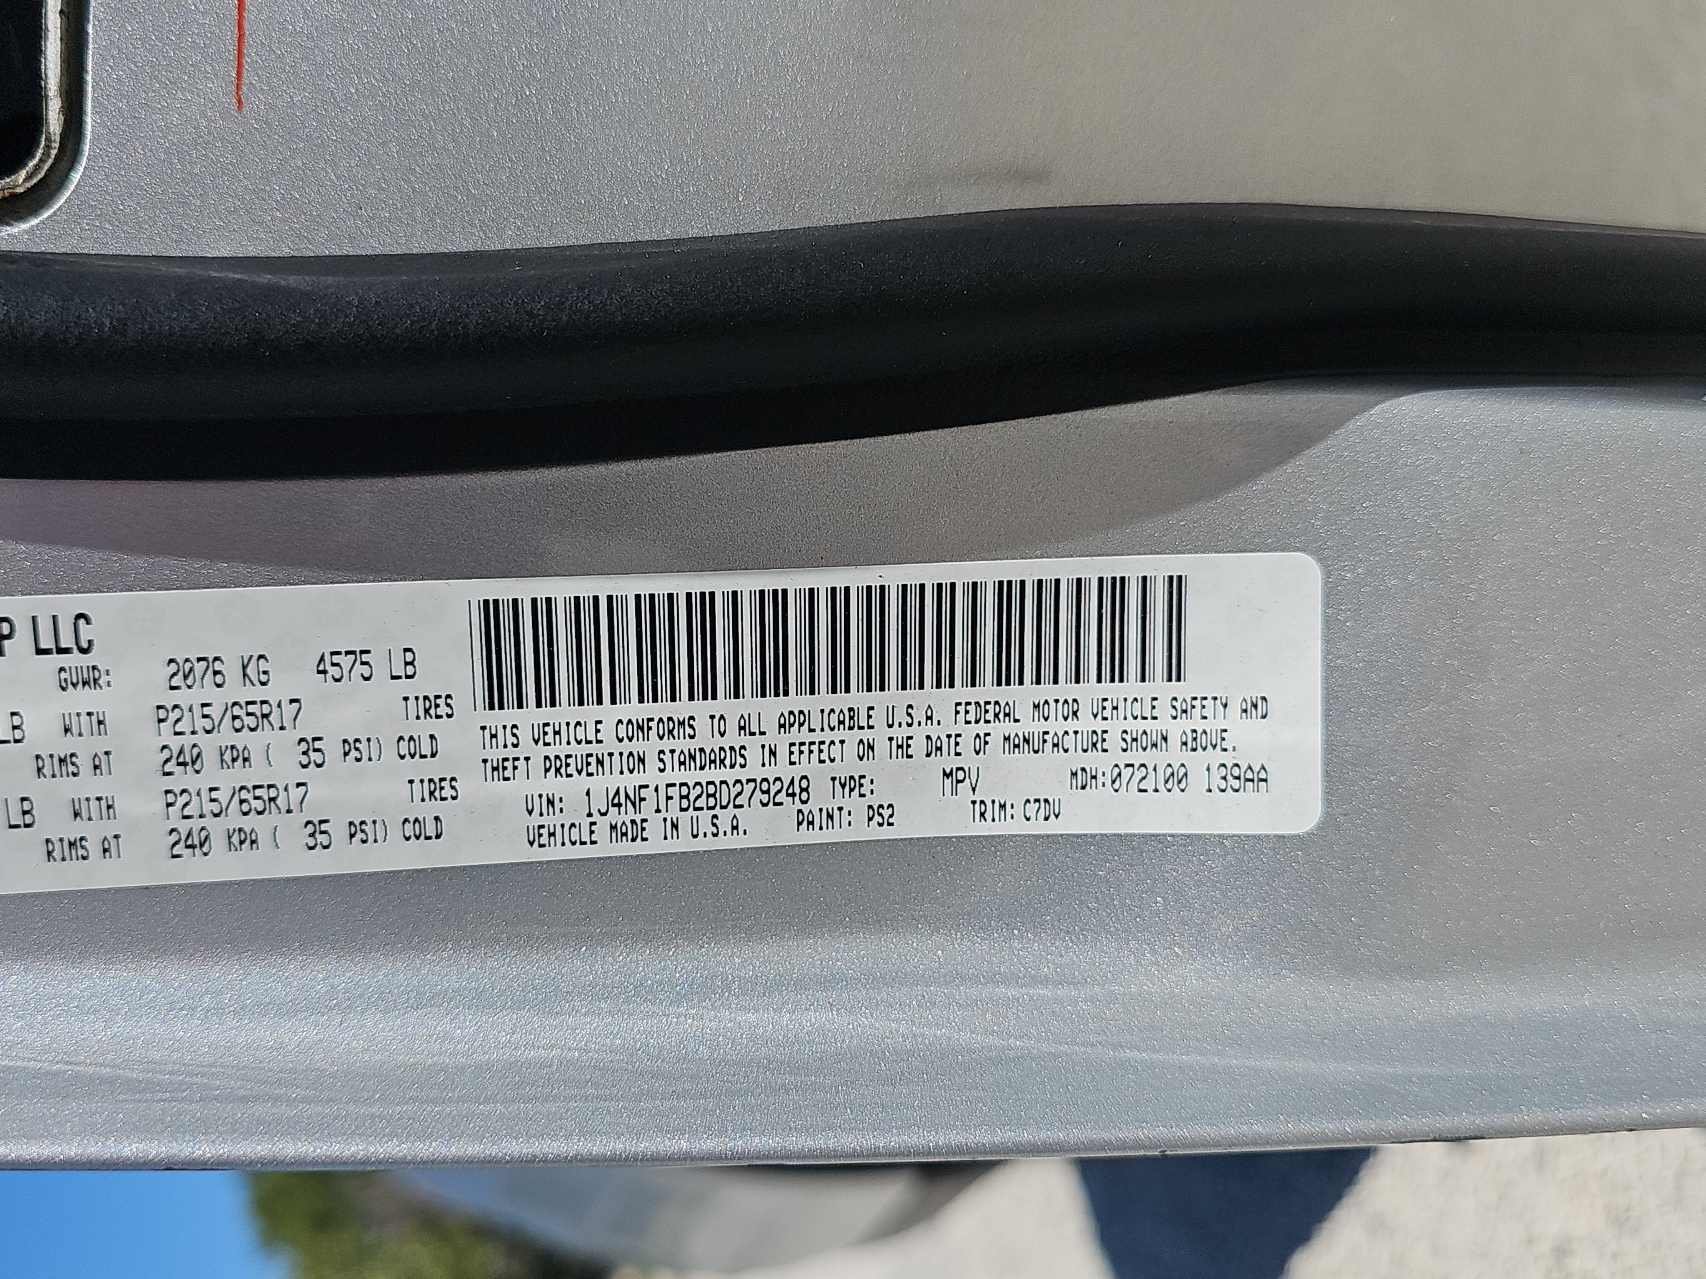 P LLC
GVWR: 2076 KG 4575 LB
LB WITH P215/65R17 TIRES
RIMS AT 240 KPA ( 35 PSI) COLD
LB WITH P215/65R17 TIRES
RIMS AT 240 KPA ( 35 PSI) COLD
THIS VEHICLE CONFORMS TO ALL APPLICABLE U.S.A. FEDERAL MOTOR VEHICLE SAFETY AND
THEFT PREVENTION STANDARDS IN EFFECT ON THE DATE OF MANUFACTURE SHOWN ABOVE.
VIN: 1J4NF1FB2BD279248 TYPE: MPV MDH:072100 139AA
VEHICLE MADE IN U.S.A. PAINT: PS2 TRIM: C7DV